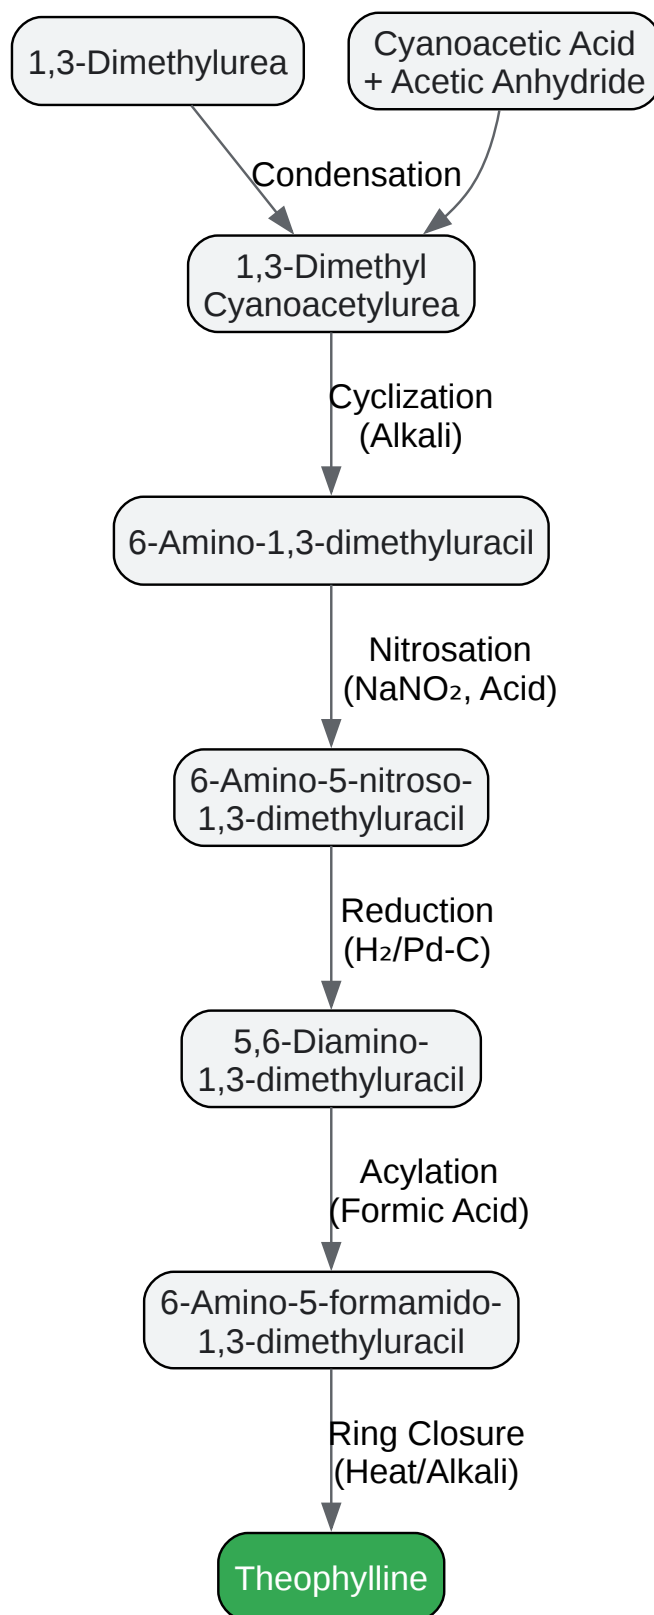 1,3-Dimethylurea
Cyanoacetic Acid
+ Acetic Anhydride
Condensation
1,3-Dimethyl
Cyanoacetylurea
Cyclization
(Alkali)
6-Amino-1,3-dimethyluracil
Nitrosation
(NaNO₂, Acid)
6-Amino-5-nitroso-
1,3-dimethyluracil
Reduction
(H₂/Pd-C)
5,6-Diamino-
1,3-dimethyluracil
Acylation
(Formic Acid)
6-Amino-5-formamido-
1,3-dimethyluracil
Ring Closure
(Heat/Alkali)
Theophylline